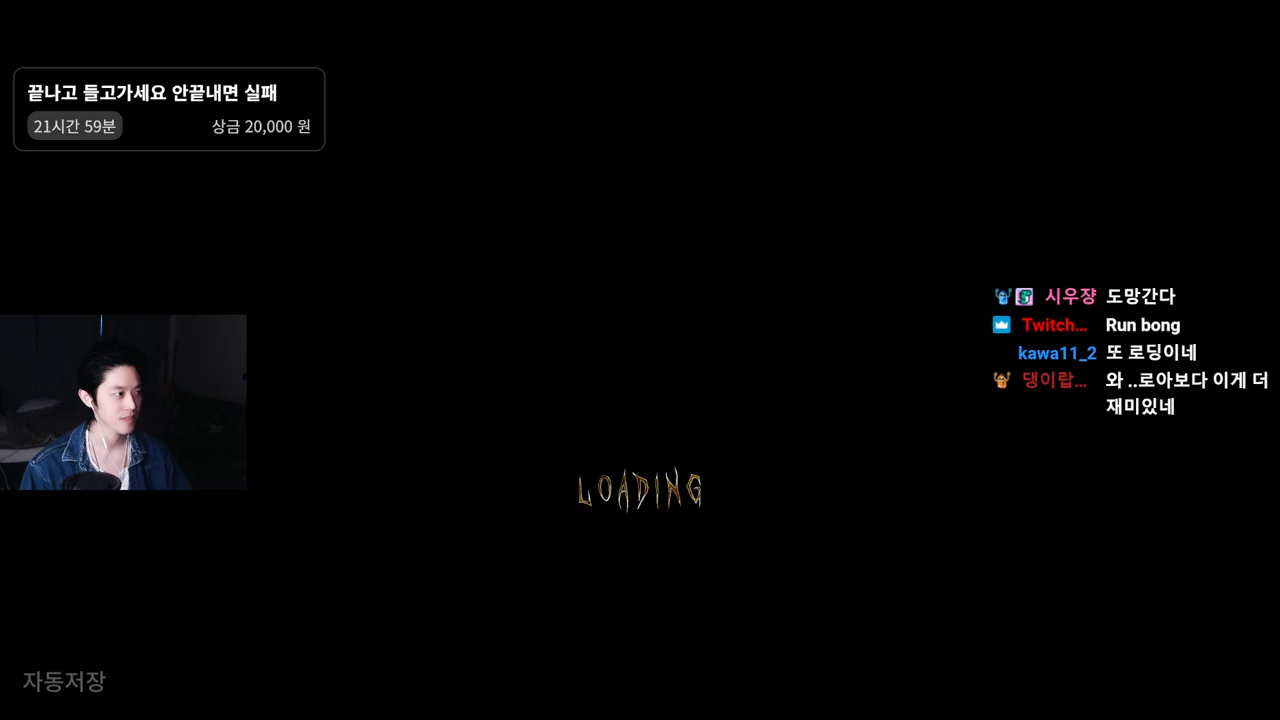 끝나고 들고가세요 안끝내면 실패
21시간 59분
상금 20,000 원
시우쟝 도망간다
Twitch... Run bong
kawa11_2 또 로딩이네
댕이랍... 와 ..로아보다 이게 더
재미있네
LOADING
자동저장